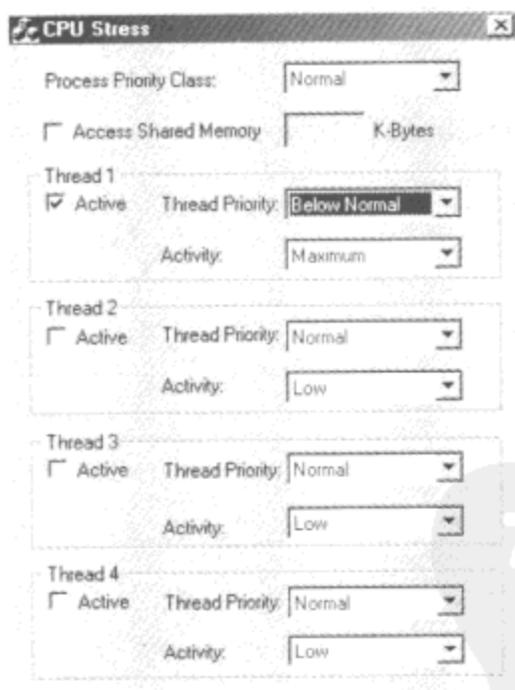 CPU Stress
Process Priority Class: Normal
Access Shared Memory K-Bytes
Thread 1
Active Thread Priority: Below Normal
Activity: Maximum
Thread 2
Active Thread Priority: Normal
Activity: Low
Thread 3
Active Thread Priority: Normal
Activity: Low
Thread 4
Active Thread Priority: Normal
Activity: Low